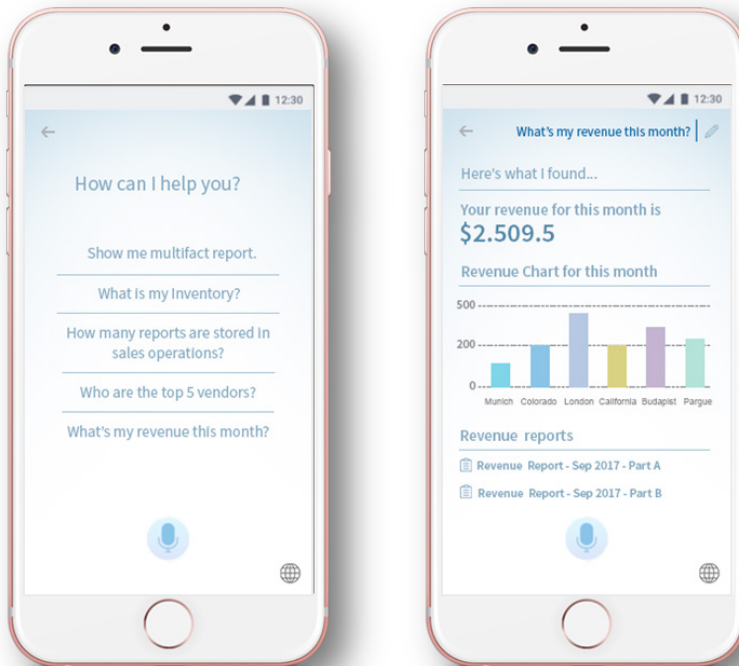 12:30
How can I help you?
Show me multifact report.
What is my Inventory?
How many reports are stored in
sales operations?
Who are the top 5 vendors?
What's my revenue this month?
12:30
What's my revenue this month?
Here's what I found...
Your revenue for this month is
$2.509.5
Revenue Chart for this month
500
200
0
Munich Colorado London California Budapist Pargue
Revenue reports
Revenue Report - Sep 2017 - Part A
Revenue Report - Sep 2017 - Part B